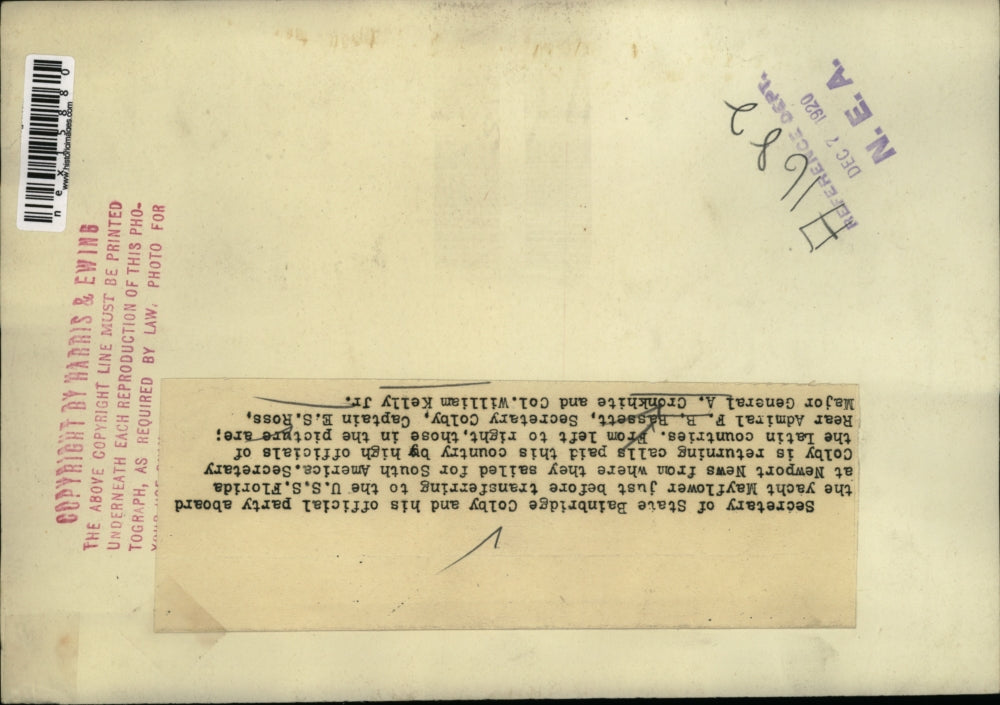 Secretary of State Bainbridge Colby and his official party aboard
the yacht Mayflower just before transferring to the U.S.S.Florida
at Newport News from where they sailed for South America.Secretary
Colby is returning calls paid this country by high officials of
the Latin countries. From left to right,those in the picture are;
Rear Admiral F. B. Bassett, Secretary Colby, Captain E.S. Ross,
Major General A. Cronkhite and Col.William Kelly Jr.
COPYRIGHT BY HARRIS & EWING
THE ABOVE COPYRIGHT LINE MUST BE PRINTED
UNDERNEATH EACH REPRODUCTION OF THIS PHO-
TOGRAPH, AS REQUIRED BY LAW. PHOTO FOR
REFERENCE DEPT.
DEC 7 1920
N. E. A.
nex158880
www.historicimages.com